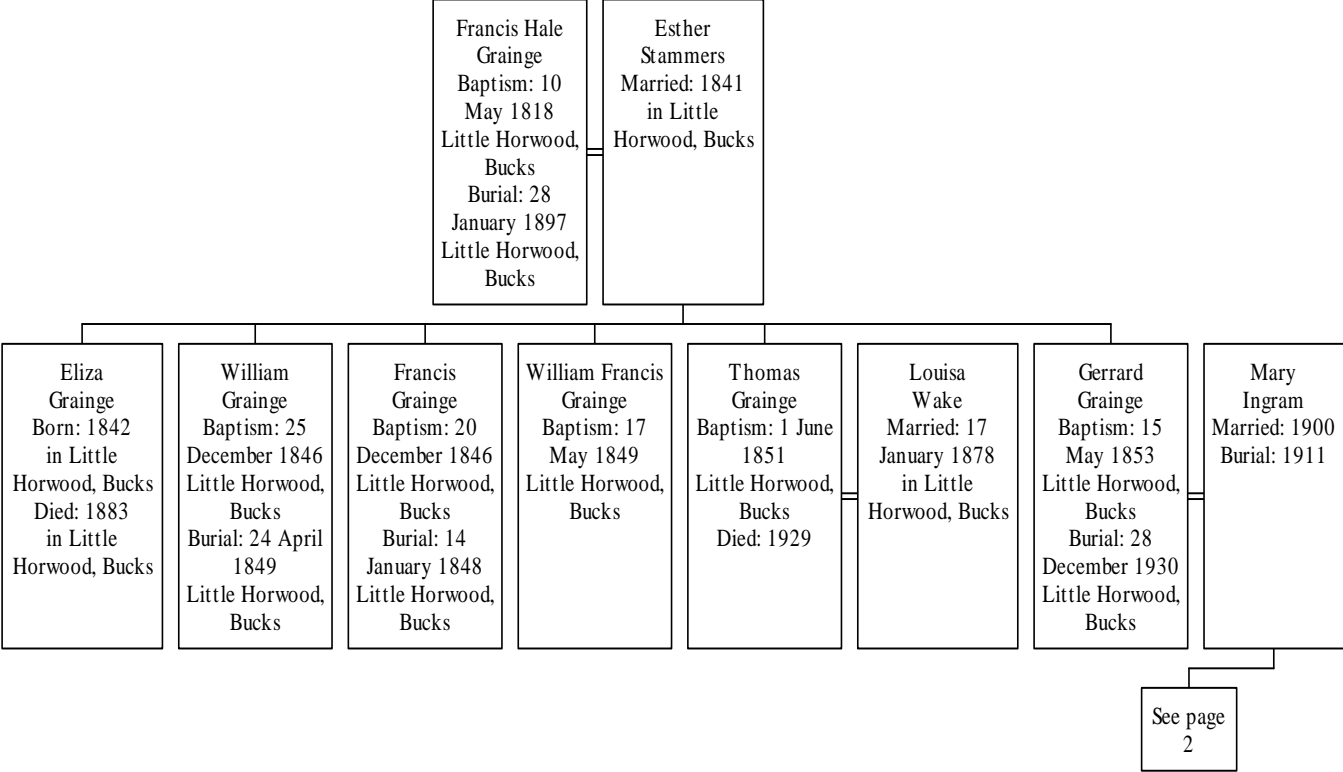 Francis Hale
Grainge
Baptism: 10
May 1818
Little Horwood,
Bucks
Burial: 28
January 1897
Little Horwood,
Bucks
Esther
Stammers
Married: 1841
in Little
Horwood, Bucks
Eliza
Grainge
Born: 1842
in Little
Horwood, Bucks
Died: 1883
in Little
Horwood, Bucks
William
Grainge
Baptism: 25
December 1846
Little Horwood,
Bucks
Burial: 24 April
1849
Little Horwood,
Bucks
Francis
Grainge
Baptism: 20
December 1846
Little Horwood,
Bucks
Burial: 14
January 1848
Little Horwood,
Bucks
William Francis
Grainge
Baptism: 17
May 1849
Little Horwood,
Bucks
Thomas
Grainge
Baptism: 1 June
1851
Little Horwood,
Bucks
Died: 1929
Louisa
Wake
Married: 17
January 1878
in Little
Horwood, Bucks
Gerrard
Grainge
Baptism: 15
May 1853
Little Horwood,
Bucks
Burial: 28
December 1930
Little Horwood,
Bucks
Mary
Ingram
Married: 1900
Burial: 1911
See page
2